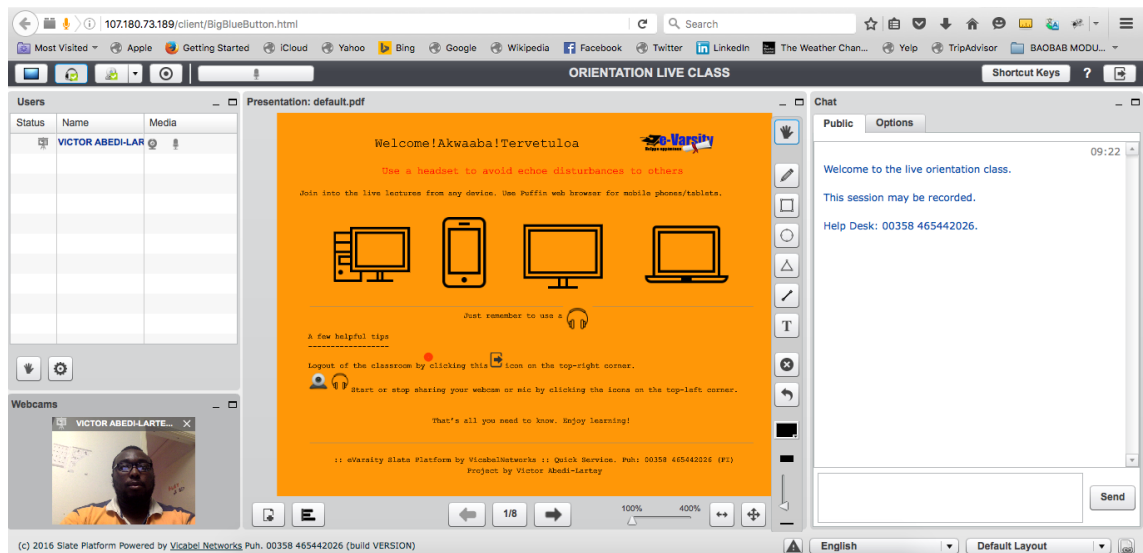 107.180.73.189/client/BigBlueButton.html
Search
Most Visited
Apple
Getting Started
iCloud
Yahoo
Bing
Google
Wikipedia
Facebook
Twitter
LinkedIn
The Weather Chan...
Yelp
TripAdvisor
BAOBAB MODU...
ORIENTATION LIVE CLASS
Shortcut Keys
?
Users
Status Name Media
VICTOR ABEDI-LAR
Webcams
VICTOR ABEDI-LARTE...
Presentation: default.pdf
Welcome!Akwaaba!Tervetuloa
e-Varsity
Use a headset to avoid echoe disturbances to others
Join into the live lectures from any device. Use Puffin web browser for mobile phones/tablets.
Just remember to use a
A few helpful tips
------------------
Logout of the classroom by clicking this icon on the top-right corner.
Start or stop sharing your webcam or mic by clicking the icons on the top-left corner.
That's all you need to know. Enjoy learning!
:: eVarsity Slate Platform by VicabelNetworks :: Quick Service. Puh: 00358 465442026 (FI)
Project by Victor Abedi-Lartey
T
1/8
100% 400%
Chat
Public Options
09:22
Welcome to the live orientation class.
This session may be recorded.
Help Desk: 00358 465442026.
Send
(c) 2016 Slate Platform Powered by Vicabel Networks Puh. 00358 465442026 (build VERSION)
English
Default Layout